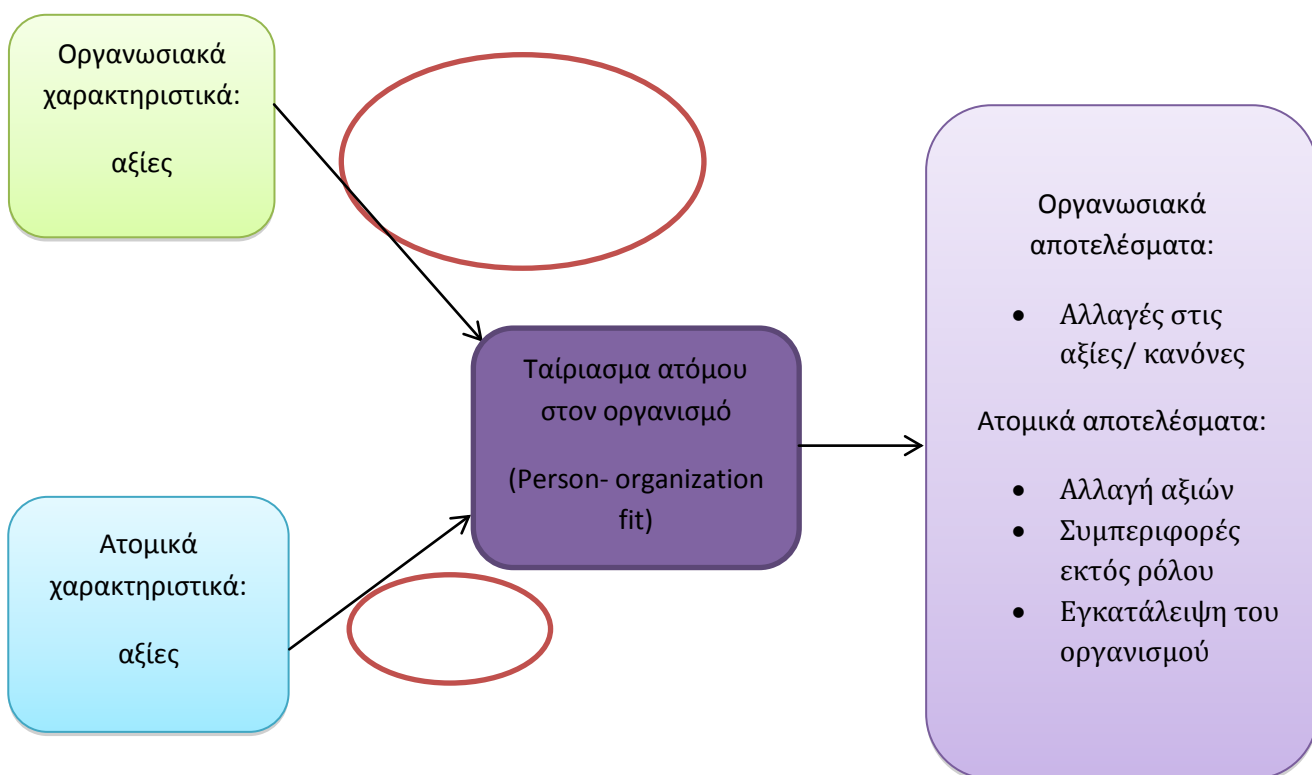 Οργανωσιακά
χαρακτηριστικά:
αξίες
Ατομικά
χαρακτηριστικά:
αξίες
Ταίριασμα ατόμου
στον οργανισμό
(Person- organization
fit)
Οργανωσιακά
αποτελέσματα:
• Αλλαγές στις
αξίες/ κανόνες
Ατομικά αποτελέσματα:
• Αλλαγή αξιών
• Συμπεριφορές
εκτός ρόλου
• Εγκατάλειψη του
οργανισμού